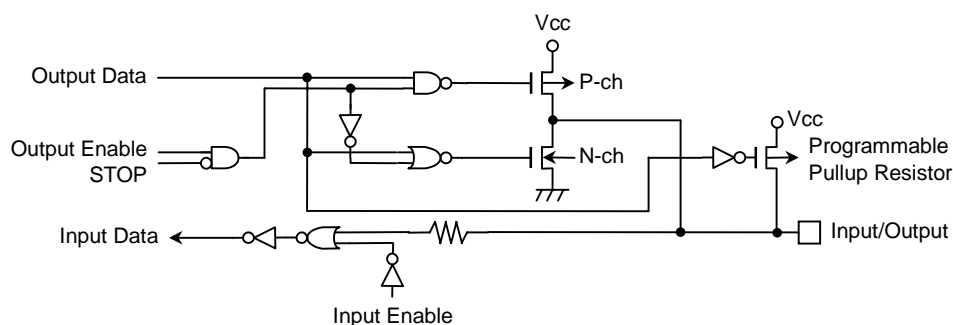 Vcc
Output Data
P-ch
Vcc
Output Enable
STOP
N-ch
Programmable
Pullup Resistor
Input Data
Input/Output
Input Enable